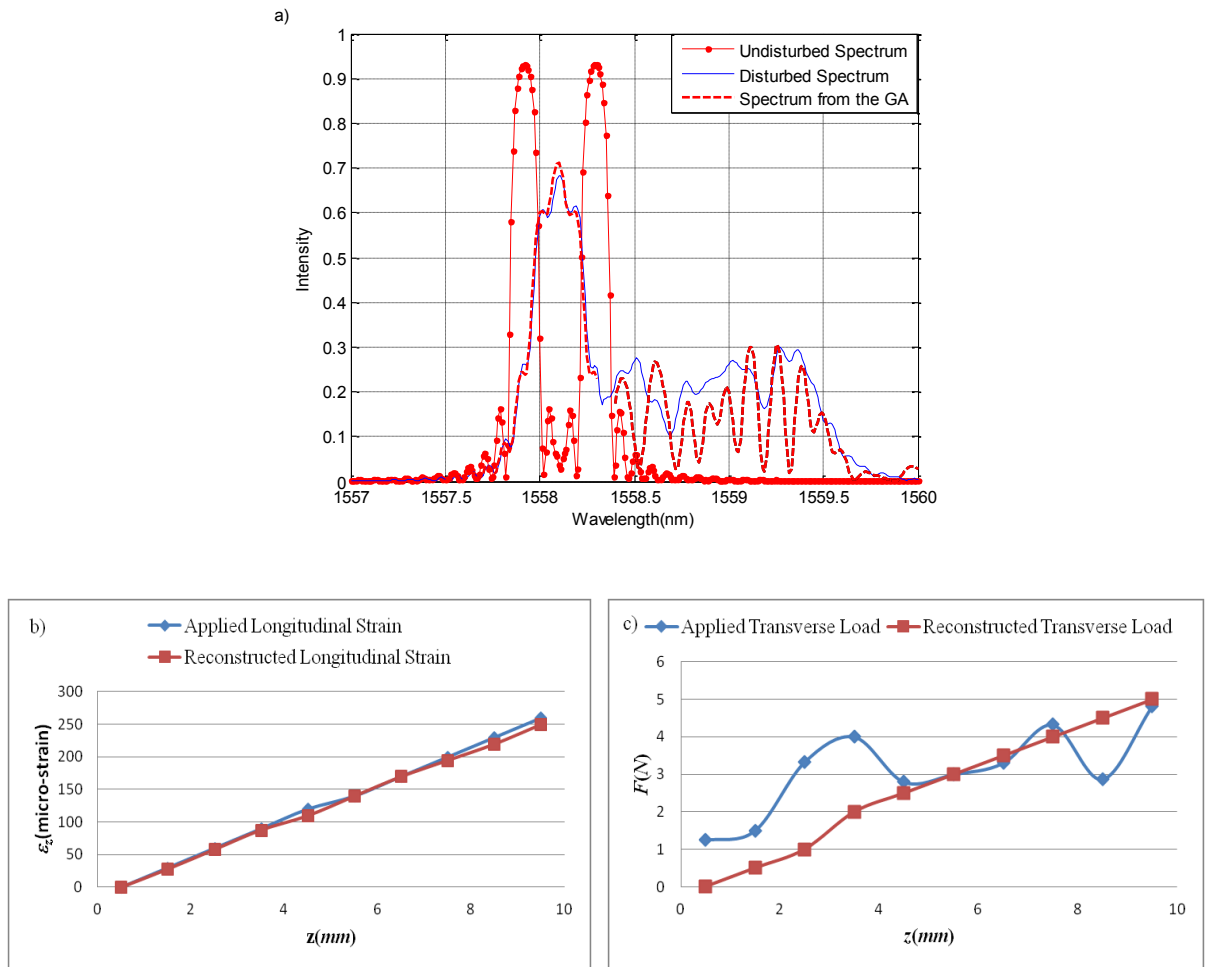 a)
Undisturbed Spectrum
Disturbed Spectrum
Spectrum from the GA
1
0.9
0.8
0.7
0.6
0.5
0.4
0.3
0.2
0.1
0
Intensity
1557 1557.5 1558 1558.5 1559 1559.5 1560
Wavelength(nm)
b)
Applied Longitudinal Strain
Reconstructed Longitudinal Strain
300
250
200
150
100
50
0
εz(micro-strain)
0 2 4 6 8 10
z(mm)
c)
Applied Transverse Load Reconstructed Transverse Load
6
5
4
3
2
1
0
F(N)
0 2 4 6 8 10
z(mm)